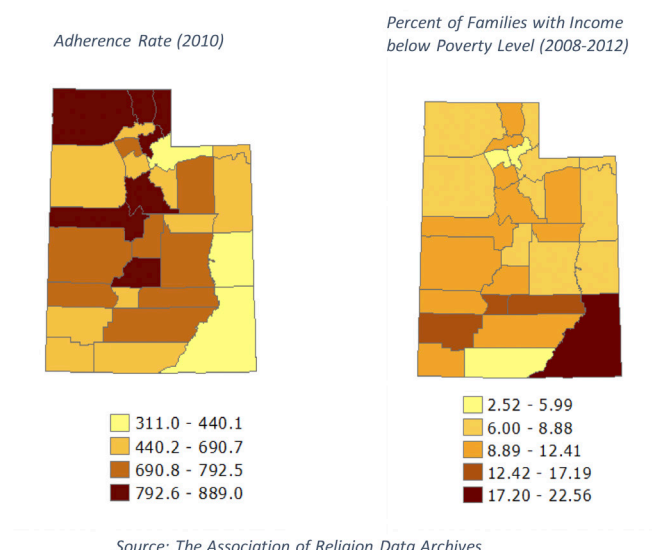 Adherence Rate (2010)
Percent of Families with Income
below Poverty Level (2008-2012)
311.0 - 440.1
440.2 - 690.7
690.8 - 792.5
792.6 - 889.0
2.52 - 5.99
6.00 - 8.88
8.89 - 12.41
12.42 - 17.19
17.20 - 22.56
Source: The Association of Religion Data Archives